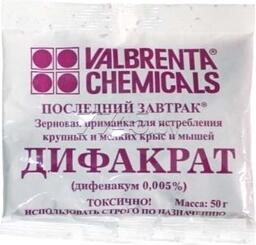 VALBRENTA®
CHEMICALS
ПОСЛЕДНИЙ ЗАВТРАК®
Зерновая приманка для истребления
крупных и мелких крыс и мышей
ДИФАКРАТ
(дифенакум 0,005%)
ТОКСИЧНО! Масса: 50 г
ИСПОЛЬЗОВАТЬ СТРОГО ПО НАЗНАЧЕНИЮ